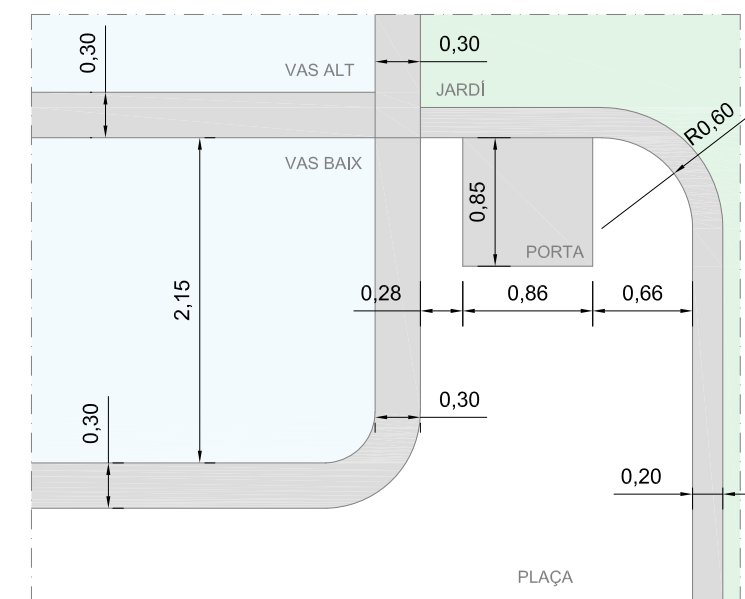 0,30
0,30
VAS ALT
JARDÍ
R0,60
VAS BAIX
0,85
PORTA
2,15
0,28
0,86
0,66
0,30
0,30
0,20
PLAÇA